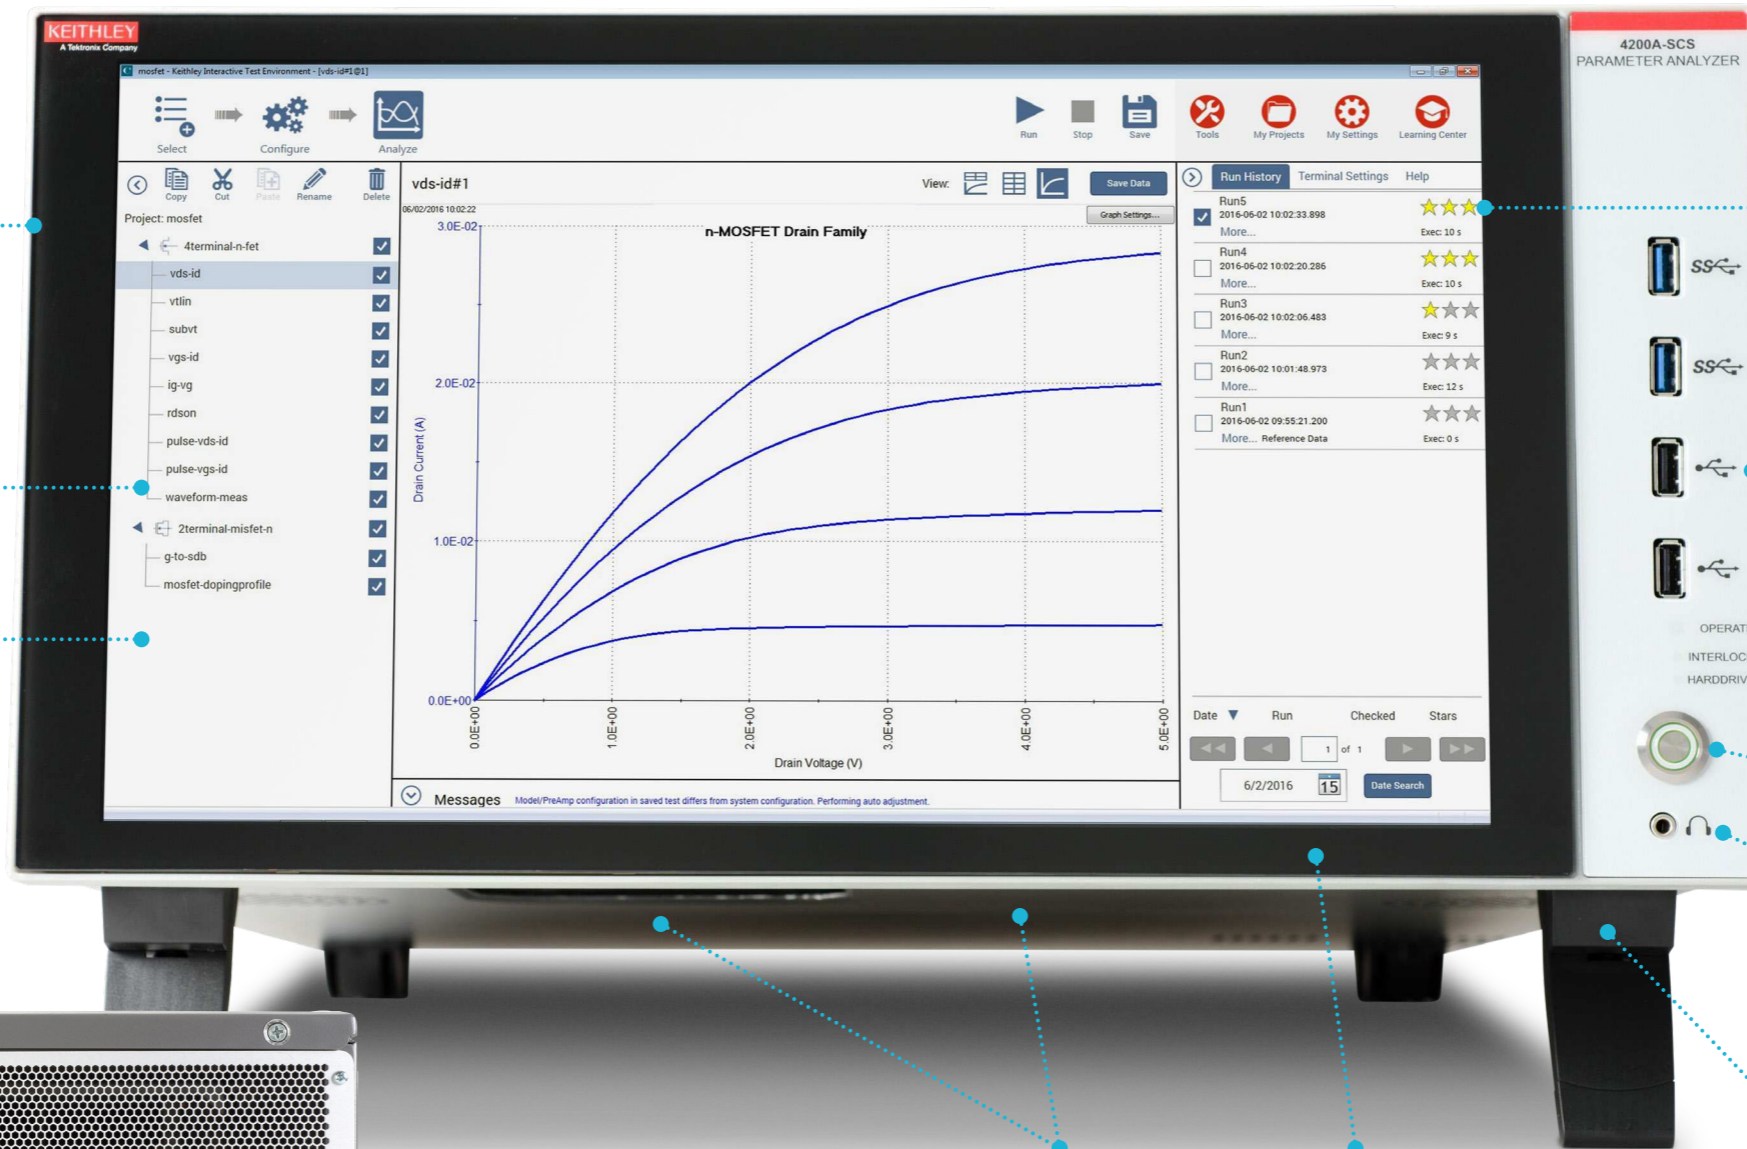 KEITHLEY
A Tektronix Company
4200A-SCS
PARAMETER ANALYZER
mosfet - Keithley Interactive Test Environment - [vds-id#1@1]
Select
Configure
Analyze
Run
Stop
Save
Tools
My Projects
My Settings
Learning Center
Copy
Cut
Paste
Rename
Delete
Project: mosfet
4terminal-n-fet
vds-id
vtlin
subvt
vgs-id
ig-vg
rdson
pulse-vds-id
pulse-vgs-id
waveform-meas
2terminal-misfet-n
g-to-sdb
mosfet-dopingprofile
vds-id#1
View:
Save Data
06/02/2016 10:02:22
Graph Settings...
n-MOSFET Drain Family
3.0E-02
2.0E-02
1.0E-02
0.0E+00
Drain Current (A)
0.0E+00
1.0E+00
2.0E+00
3.0E+00
4.0E+00
5.0E+00
Drain Voltage (V)
Messages Model/PreAmp configuration in saved test differs from system configuration. Performing auto adjustment.
Run History Terminal Settings Help
Run5
2016-06-02 10:02:33.898
More... Exec: 10 s
Run4
2016-06-02 10:02:20.286
More... Exec: 10 s
Run3
2016-06-02 10:02:06.483
More... Exec: 9 s
Run2
2016-06-02 10:01:48.973
More... Exec: 12 s
Run1
2016-06-02 09:55:21.200
More... Reference Data Exec: 0 s
Date Run Checked Stars
1 of 1
6/2/2016 15 Date Search
SS
SS
OPERAT
INTERLOC
HARDDRIV